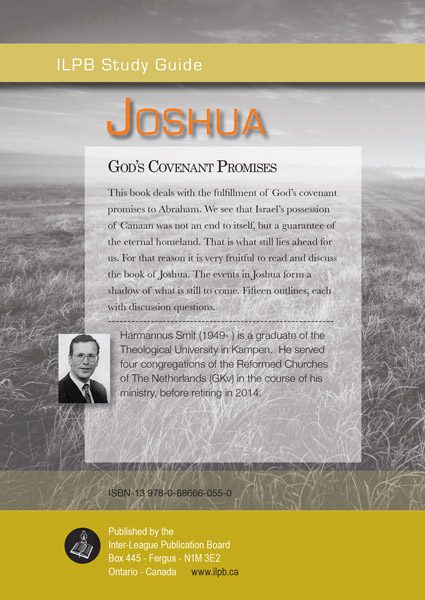 ILPB Study Guide
JOSHUA
GOD'S COVENANT PROMISES
This book deals with the fulfillment of God's covenant
promises to Abraham. We see that Israel's possession
of Canaan was not an end to itself, but a guarantee of
the eternal homeland. That is what still lies ahead for
us. For that reason it is very fruitful to read and discuss
the book of Joshua. The events in Joshua form a
shadow of what is still to come. Fifteen outlines, each
with discussion questions.
Harmannus Smit (1949- ) is a graduate of the
Theological University in Kampen. He served
four congregations of the Reformed Churches
of The Netherlands (GKv) in the course of his
ministry, before retiring in 2014.
ISBN-13 978-0-88666-055-0
Published by the
Inter-League Publication Board
Box 445 - Fergus - N1M 3E2
Ontario - Canada www.ilpb.ca